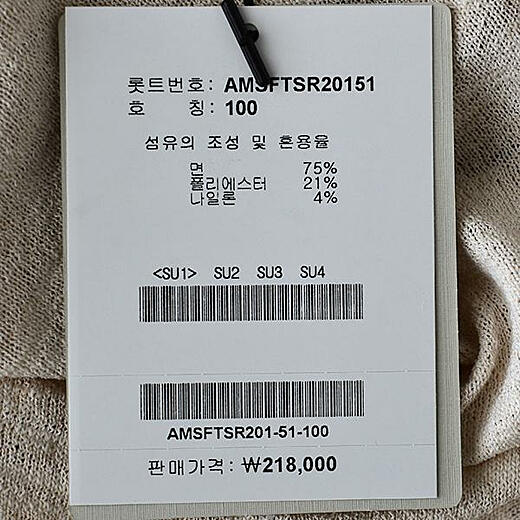 롯트번호: AMSFTSR20151
호 칭: 100
섬유의 조성 및 혼용율
면 75%
폴리에스터 21%
나일론 4%
<SU1> SU2 SU3 SU4
AMSFTSR201-51-100
판매가격: ₩218,000